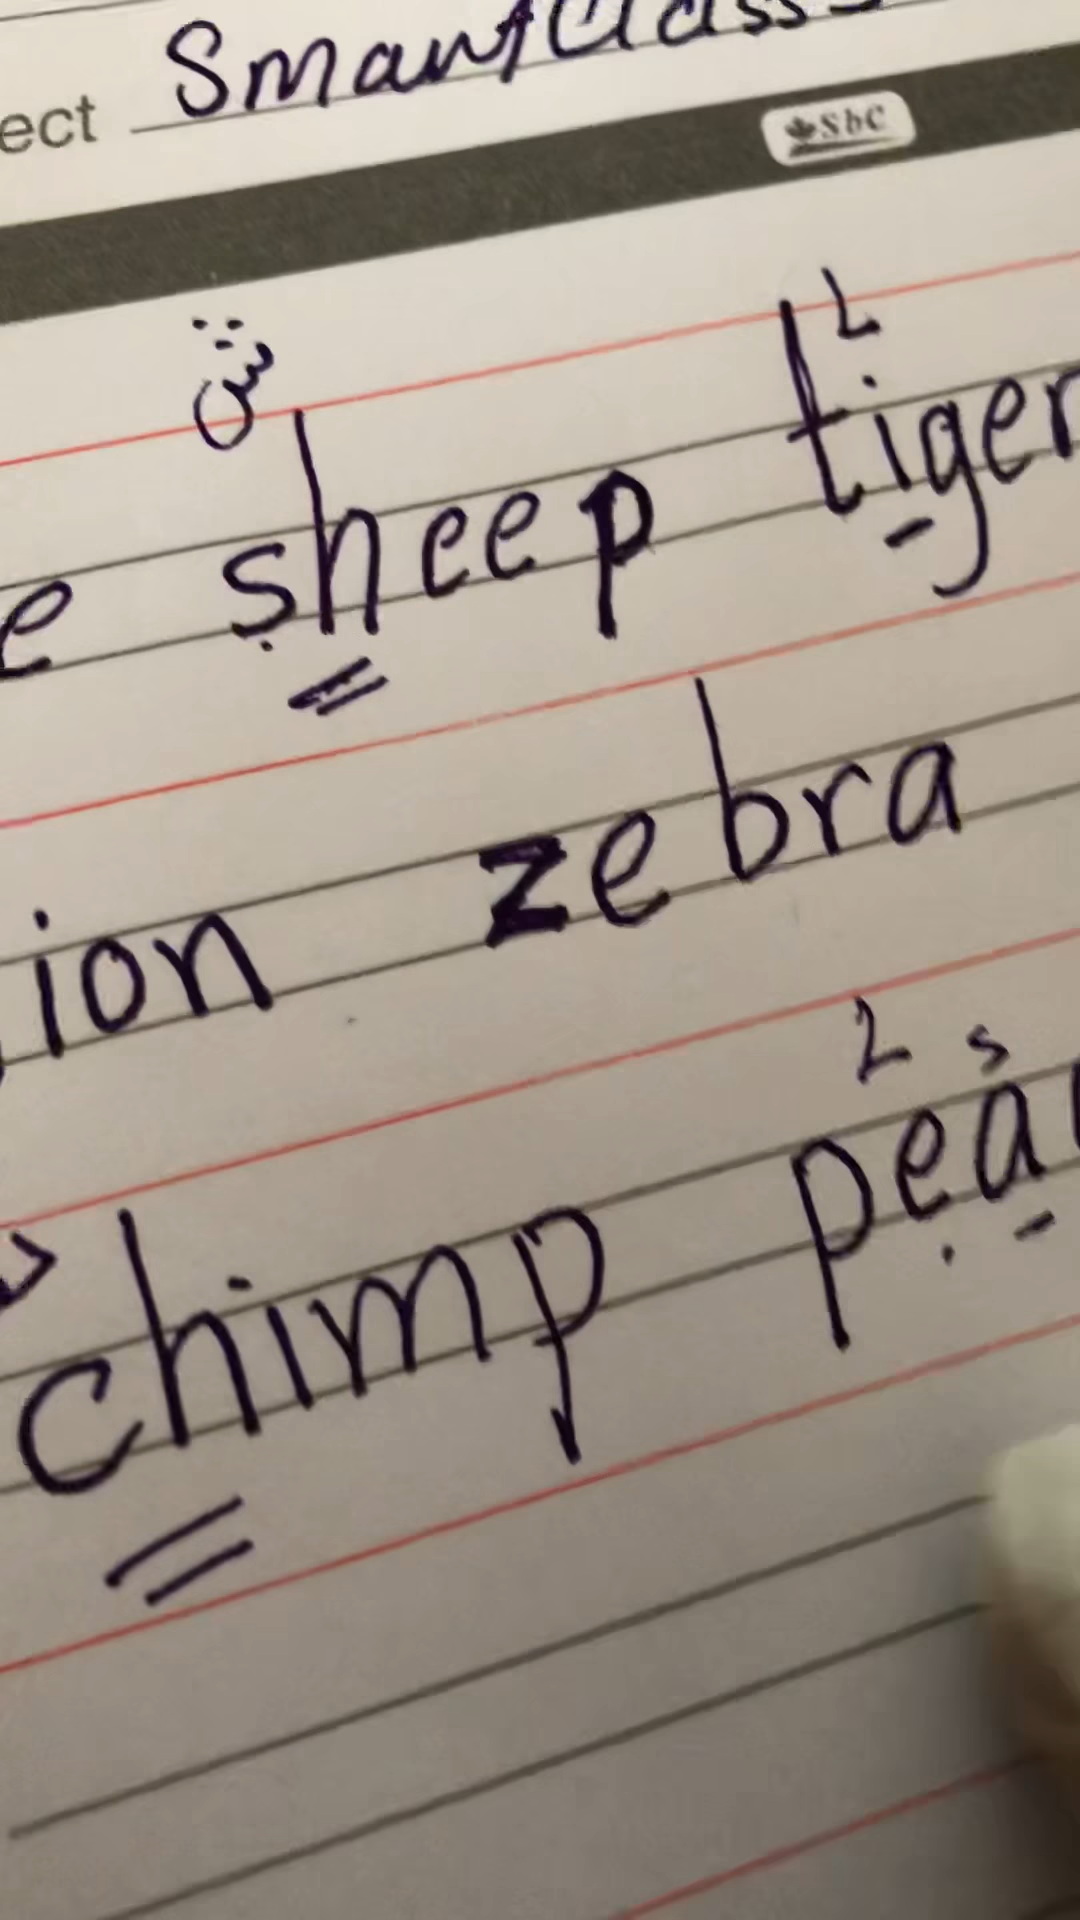 ect SmartClass
SbC
ش L
e sheep tiger
ion zebra
L s
chimp pea